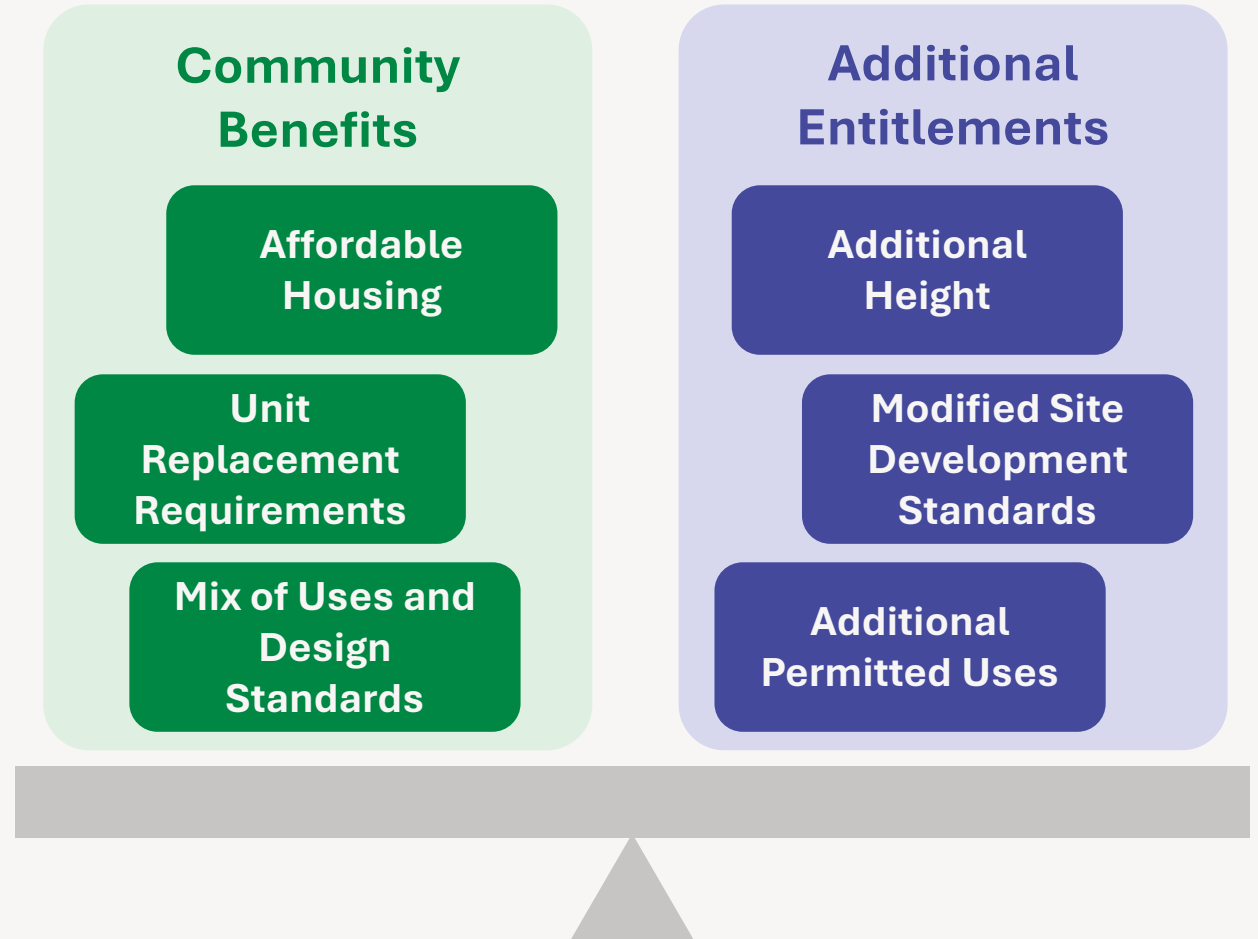 Community
Benefits
Affordable
Housing
Unit
Replacement
Requirements
Mix of Uses and
Design
Standards
Additional
Entitlements
Additional
Height
Modified Site
Development
Standards
Additional
Permitted Uses